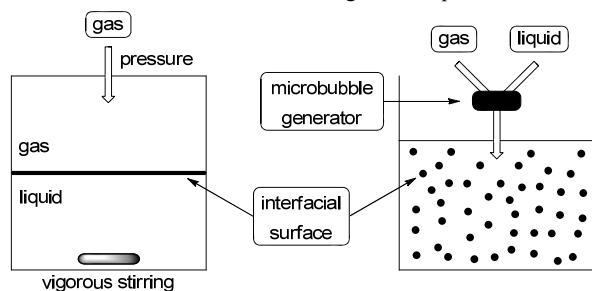 gas
pressure
gas
liquid
vigorous stirring
microbubble
generator
interfacial
surface
gas
liquid